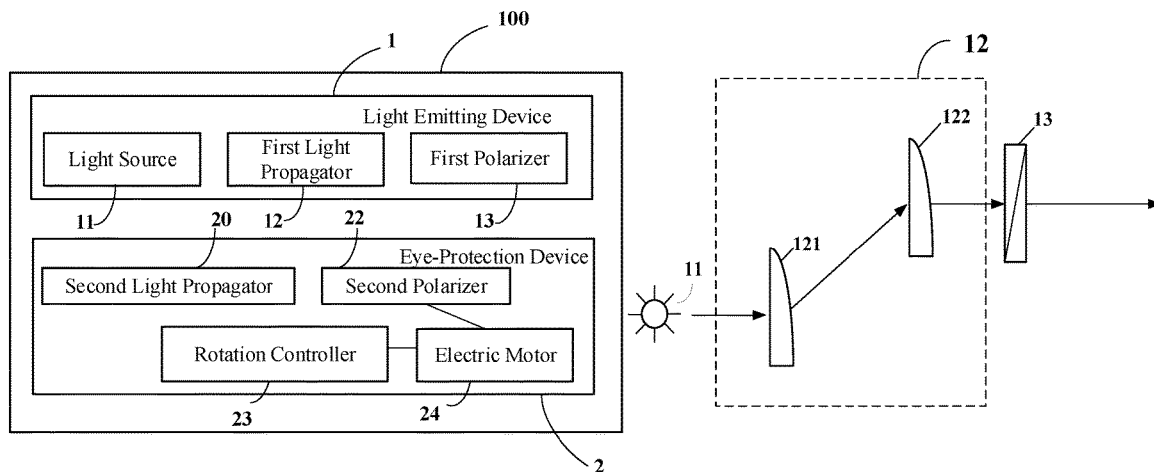 100
1
Light Emitting Device
Light Source
First Light
Propagator
First Polarizer
11
12
13
20
22
Eye-Protection Device
Second Light Propagator
Second Polarizer
Rotation Controller
Electric Motor
23
24
2
12
122
13
121
11